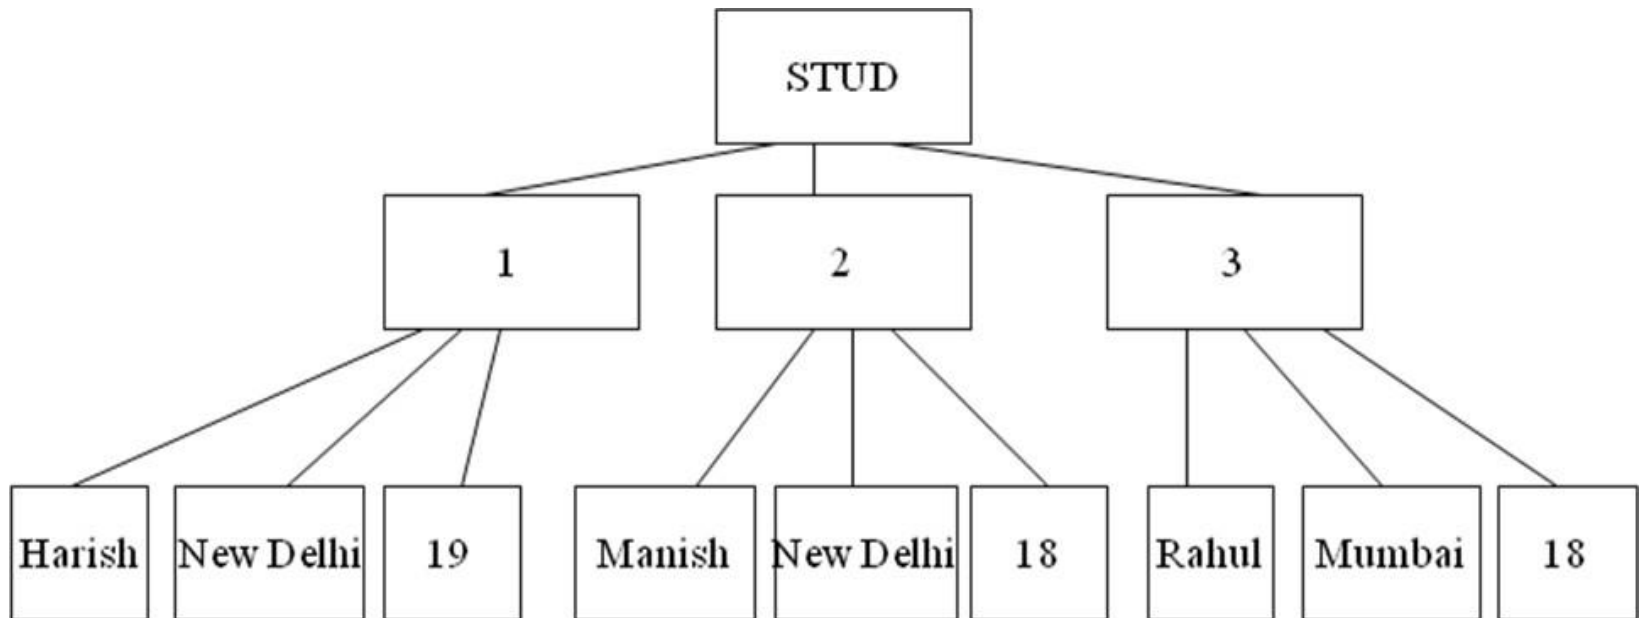 STUD
1
2
3
Harish
New Delhi
19
Manish
New Delhi
18
Rahul
Mumbai
18